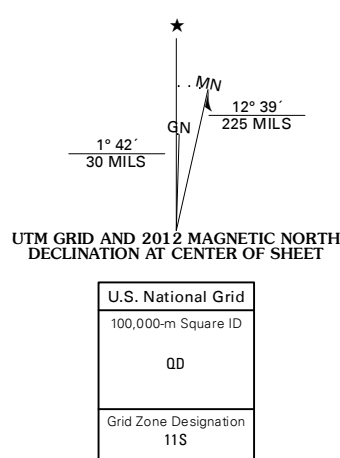 ★
MN
12° 39´
225 MILS
GN
1° 42´
30 MILS
UTM GRID AND 2012 MAGNETIC NORTH
DECLINATION AT CENTER OF SHEET
U.S. National Grid
100,000-m Square ID
QD
Grid Zone Designation
11S